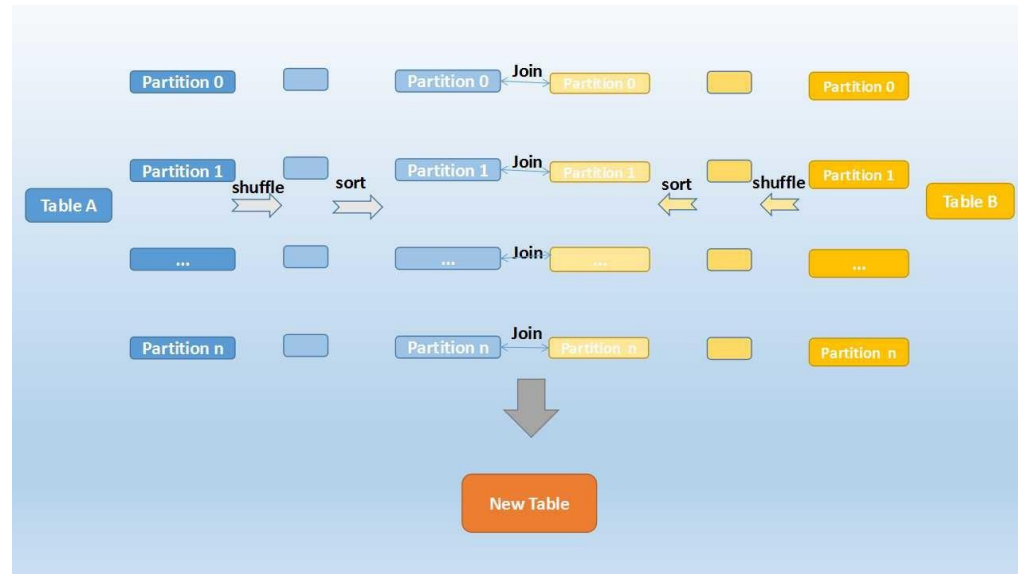 Partition 0
Partition 0
Join
Partition 0
Partition 0
Partition 1
Partition 1
Join
Partition 1
Partition 1
Table A
shuffle
sort
sort
shuffle
Table B
...
...
Join
...
...
Partition n
Partition n
Join
Partition n
Partition n
New Table